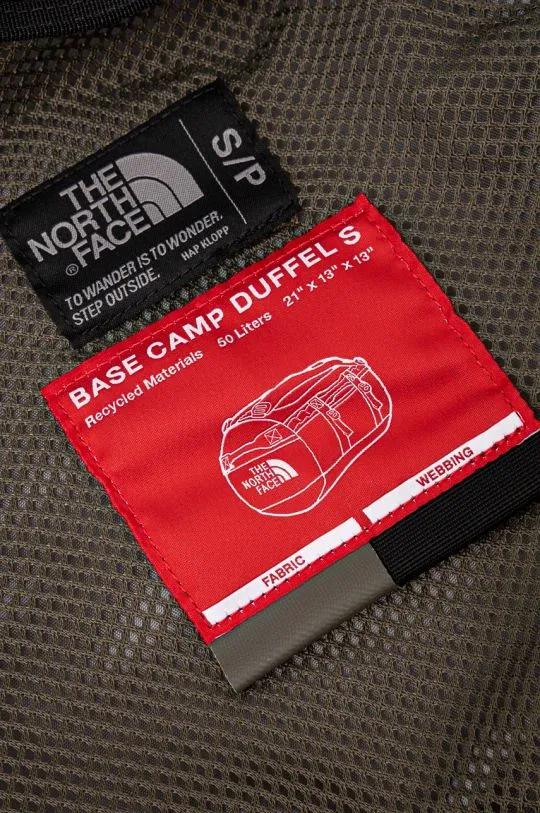 THE
NORTH
FACE
®
S/P
TO WANDER IS TO WONDER.
STEP OUTSIDE.
HAP KLOPP
BASE CAMP DUFFEL S
Recycled Materials 50 Liters 21" x 13" x 13"
THE
NORTH
FACE
FABRIC
WEBBING